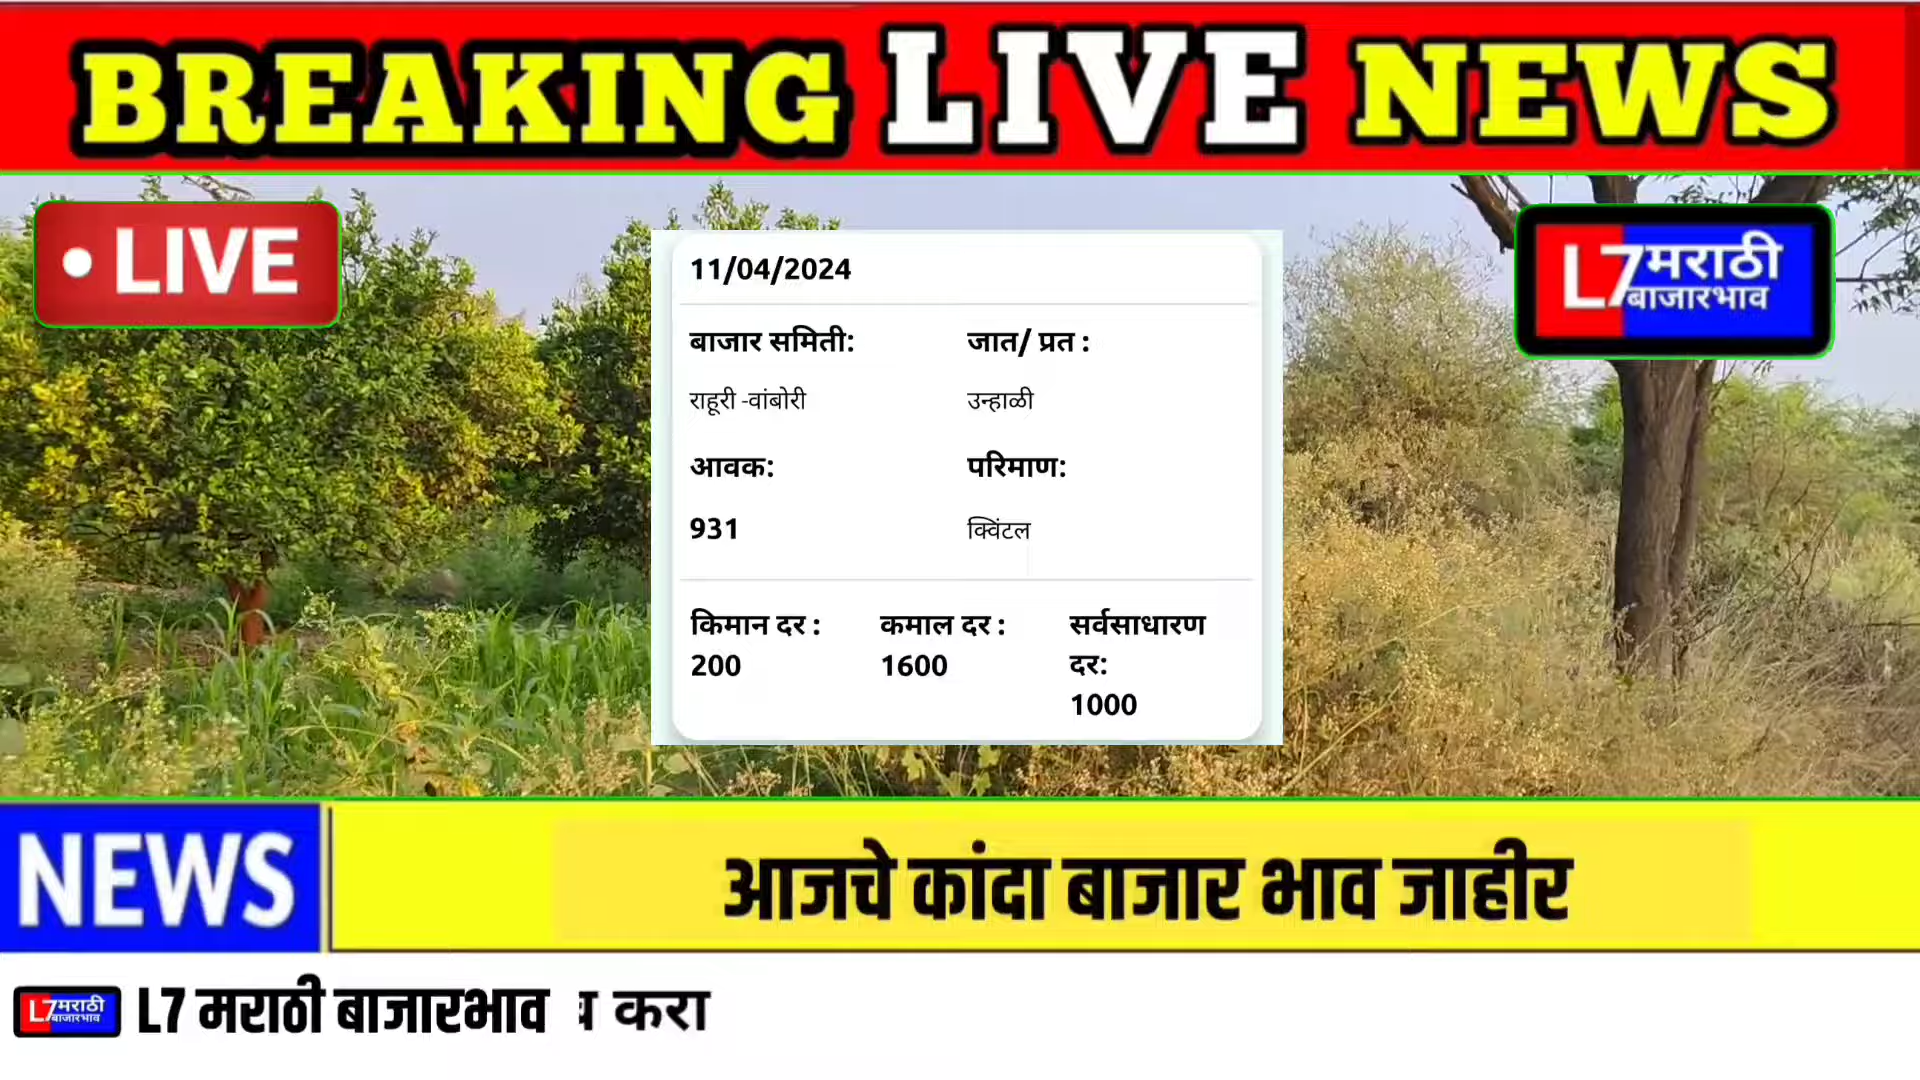 BREAKING LIVE NEWS
LIVE
L7मराठी
बाजारभाव
11/04/2024
बाजार समिती: जात/ प्रत :
राहूरी -वांबोरी उन्हाळी
आवक: परिमाण:
931 क्विंटल
किमान दर : कमाल दर : सर्वसाधारण
200 1600 दर:
1000
NEWS आजचे कांदा बाजार भाव जाहीर
L7मराठी
बाजारभाव
L7 मराठी बाजारभाव करा